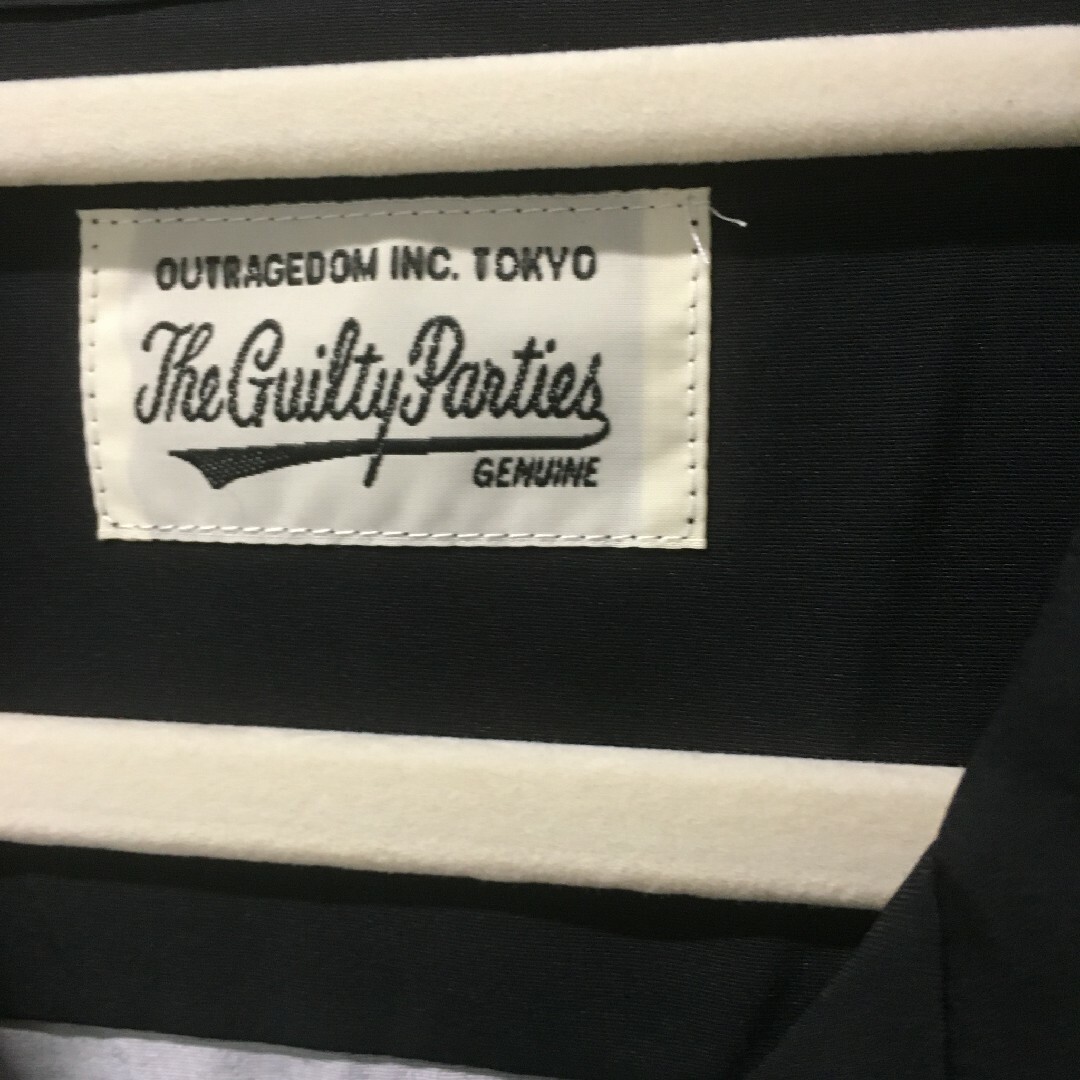 OUTRAGEDOM INC. TOKYO
The Guilty Parties
GENUINE